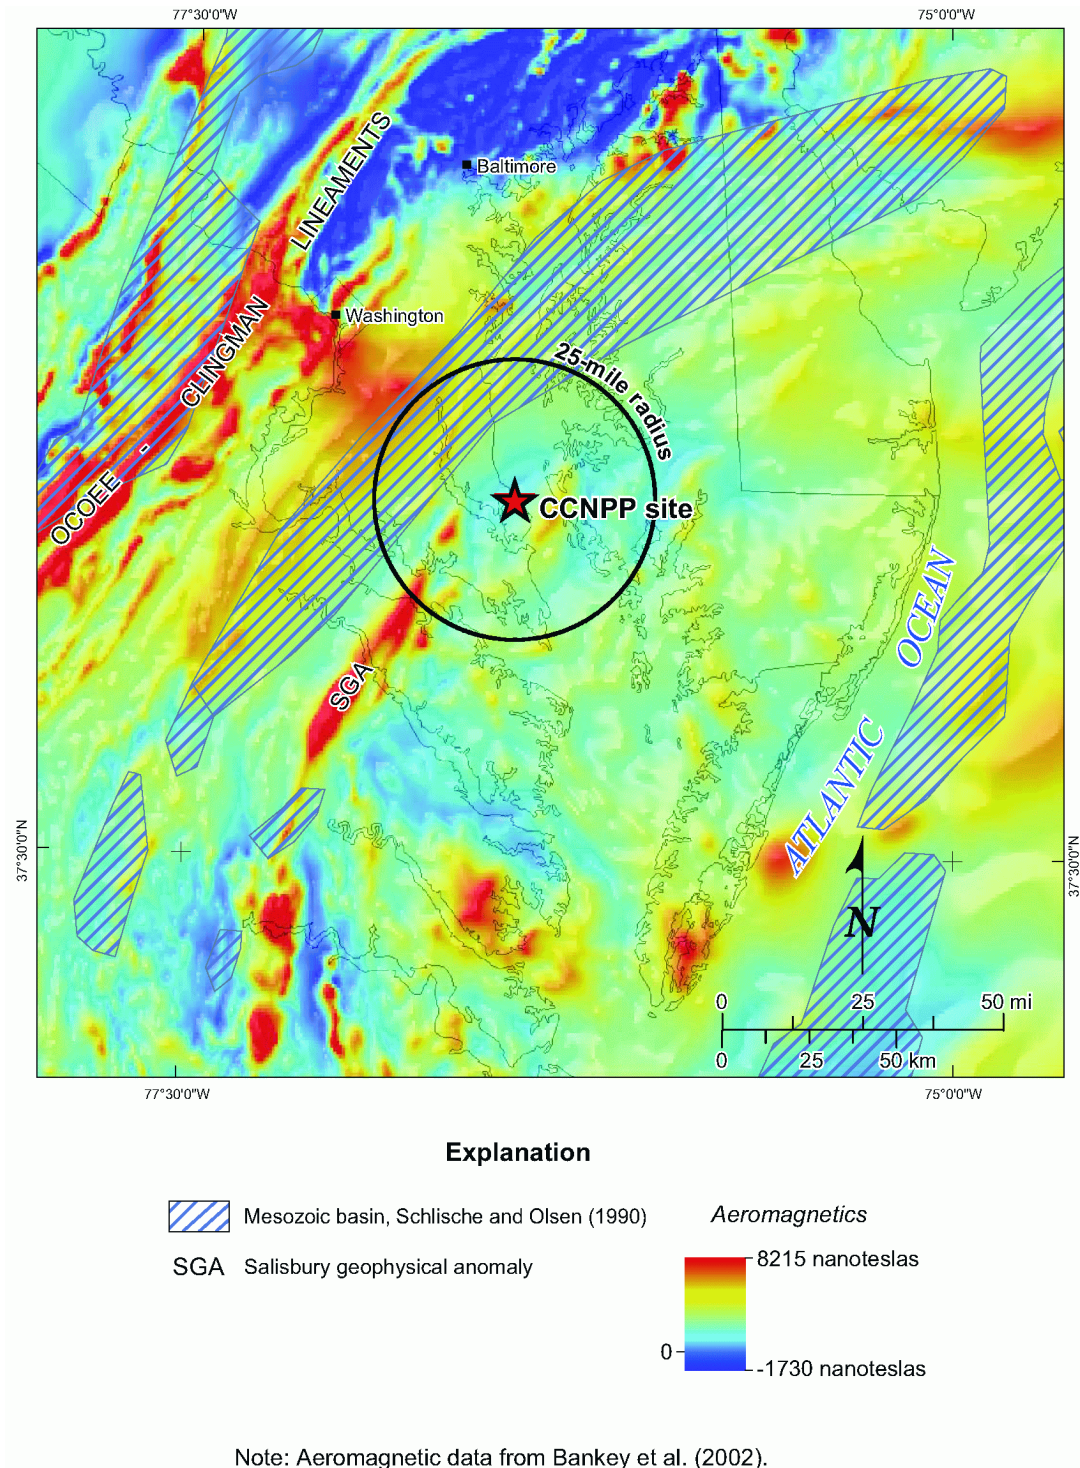 77°30'0"W
75°0'0"W
LINEAMENTS
Baltimore
CLINGMAN
Washington
25-mile radius
OCOEE -
CCNPP site
OCEAN
SGA
ATLANTIC
37°30'0"N
37°30'0"N
N
0 25 50 mi
0 25 50 km
77°30'0"W
75°0'0"W
Explanation
Mesozoic basin, Schlische and Olsen (1990)
SGA Salisbury geophysical anomaly
Aeromagnetics
8215 nanoteslas
0
-1730 nanoteslas
Note: Aeromagnetic data from Bankey et al. (2002).